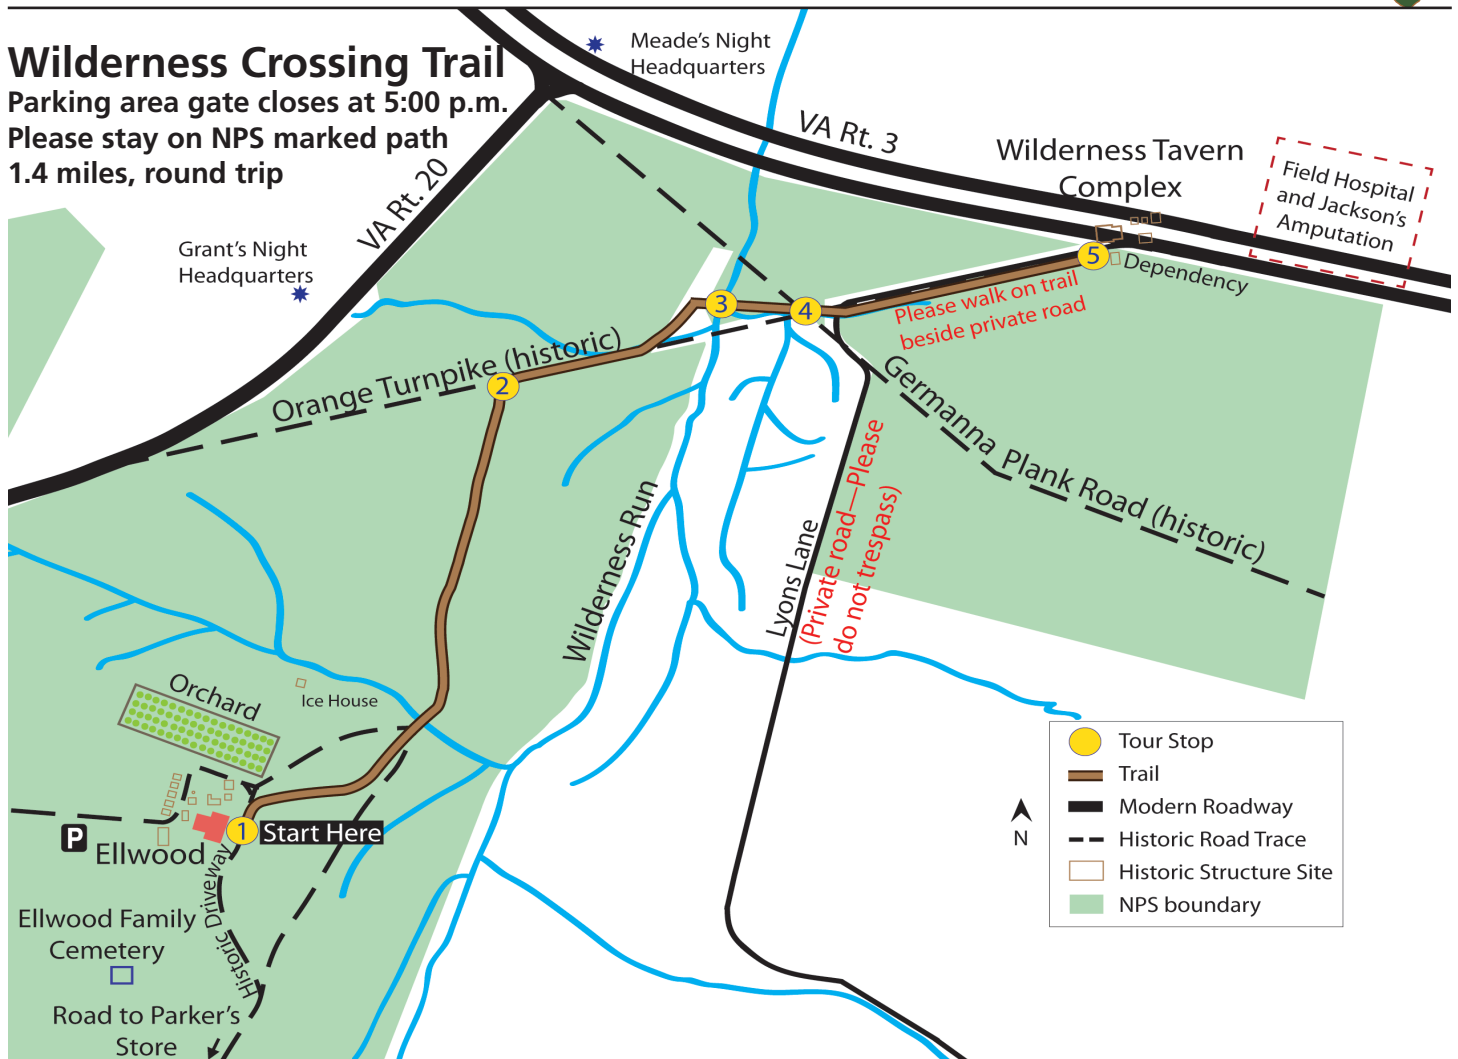 Wilderness Crossing Trail
Parking area gate closes at 5:00 p.m.
Please stay on NPS marked path
1.4 miles, round trip
Meade's Night
Headquarters
VA Rt. 3
VA Rt. 20
Wilderness Tavern
Complex
Field Hospital
and Jackson's
Amputation
Grant's Night
Headquarters
5
Dependency
3
4
Please walk on trail
beside private road
Orange Turnpike (historic)
2
Germanna Plank Road (historic)
Wilderness Run
Lyons Lane
(Private road—Please
do not trespass)
Orchard
Ice House
1
Start Here
P
Ellwood
Historic Driveway
Ellwood Family
Cemetery
Road to Parker's
Store
N
Tour Stop
Trail
Modern Roadway
Historic Road Trace
Historic Structure Site
NPS boundary